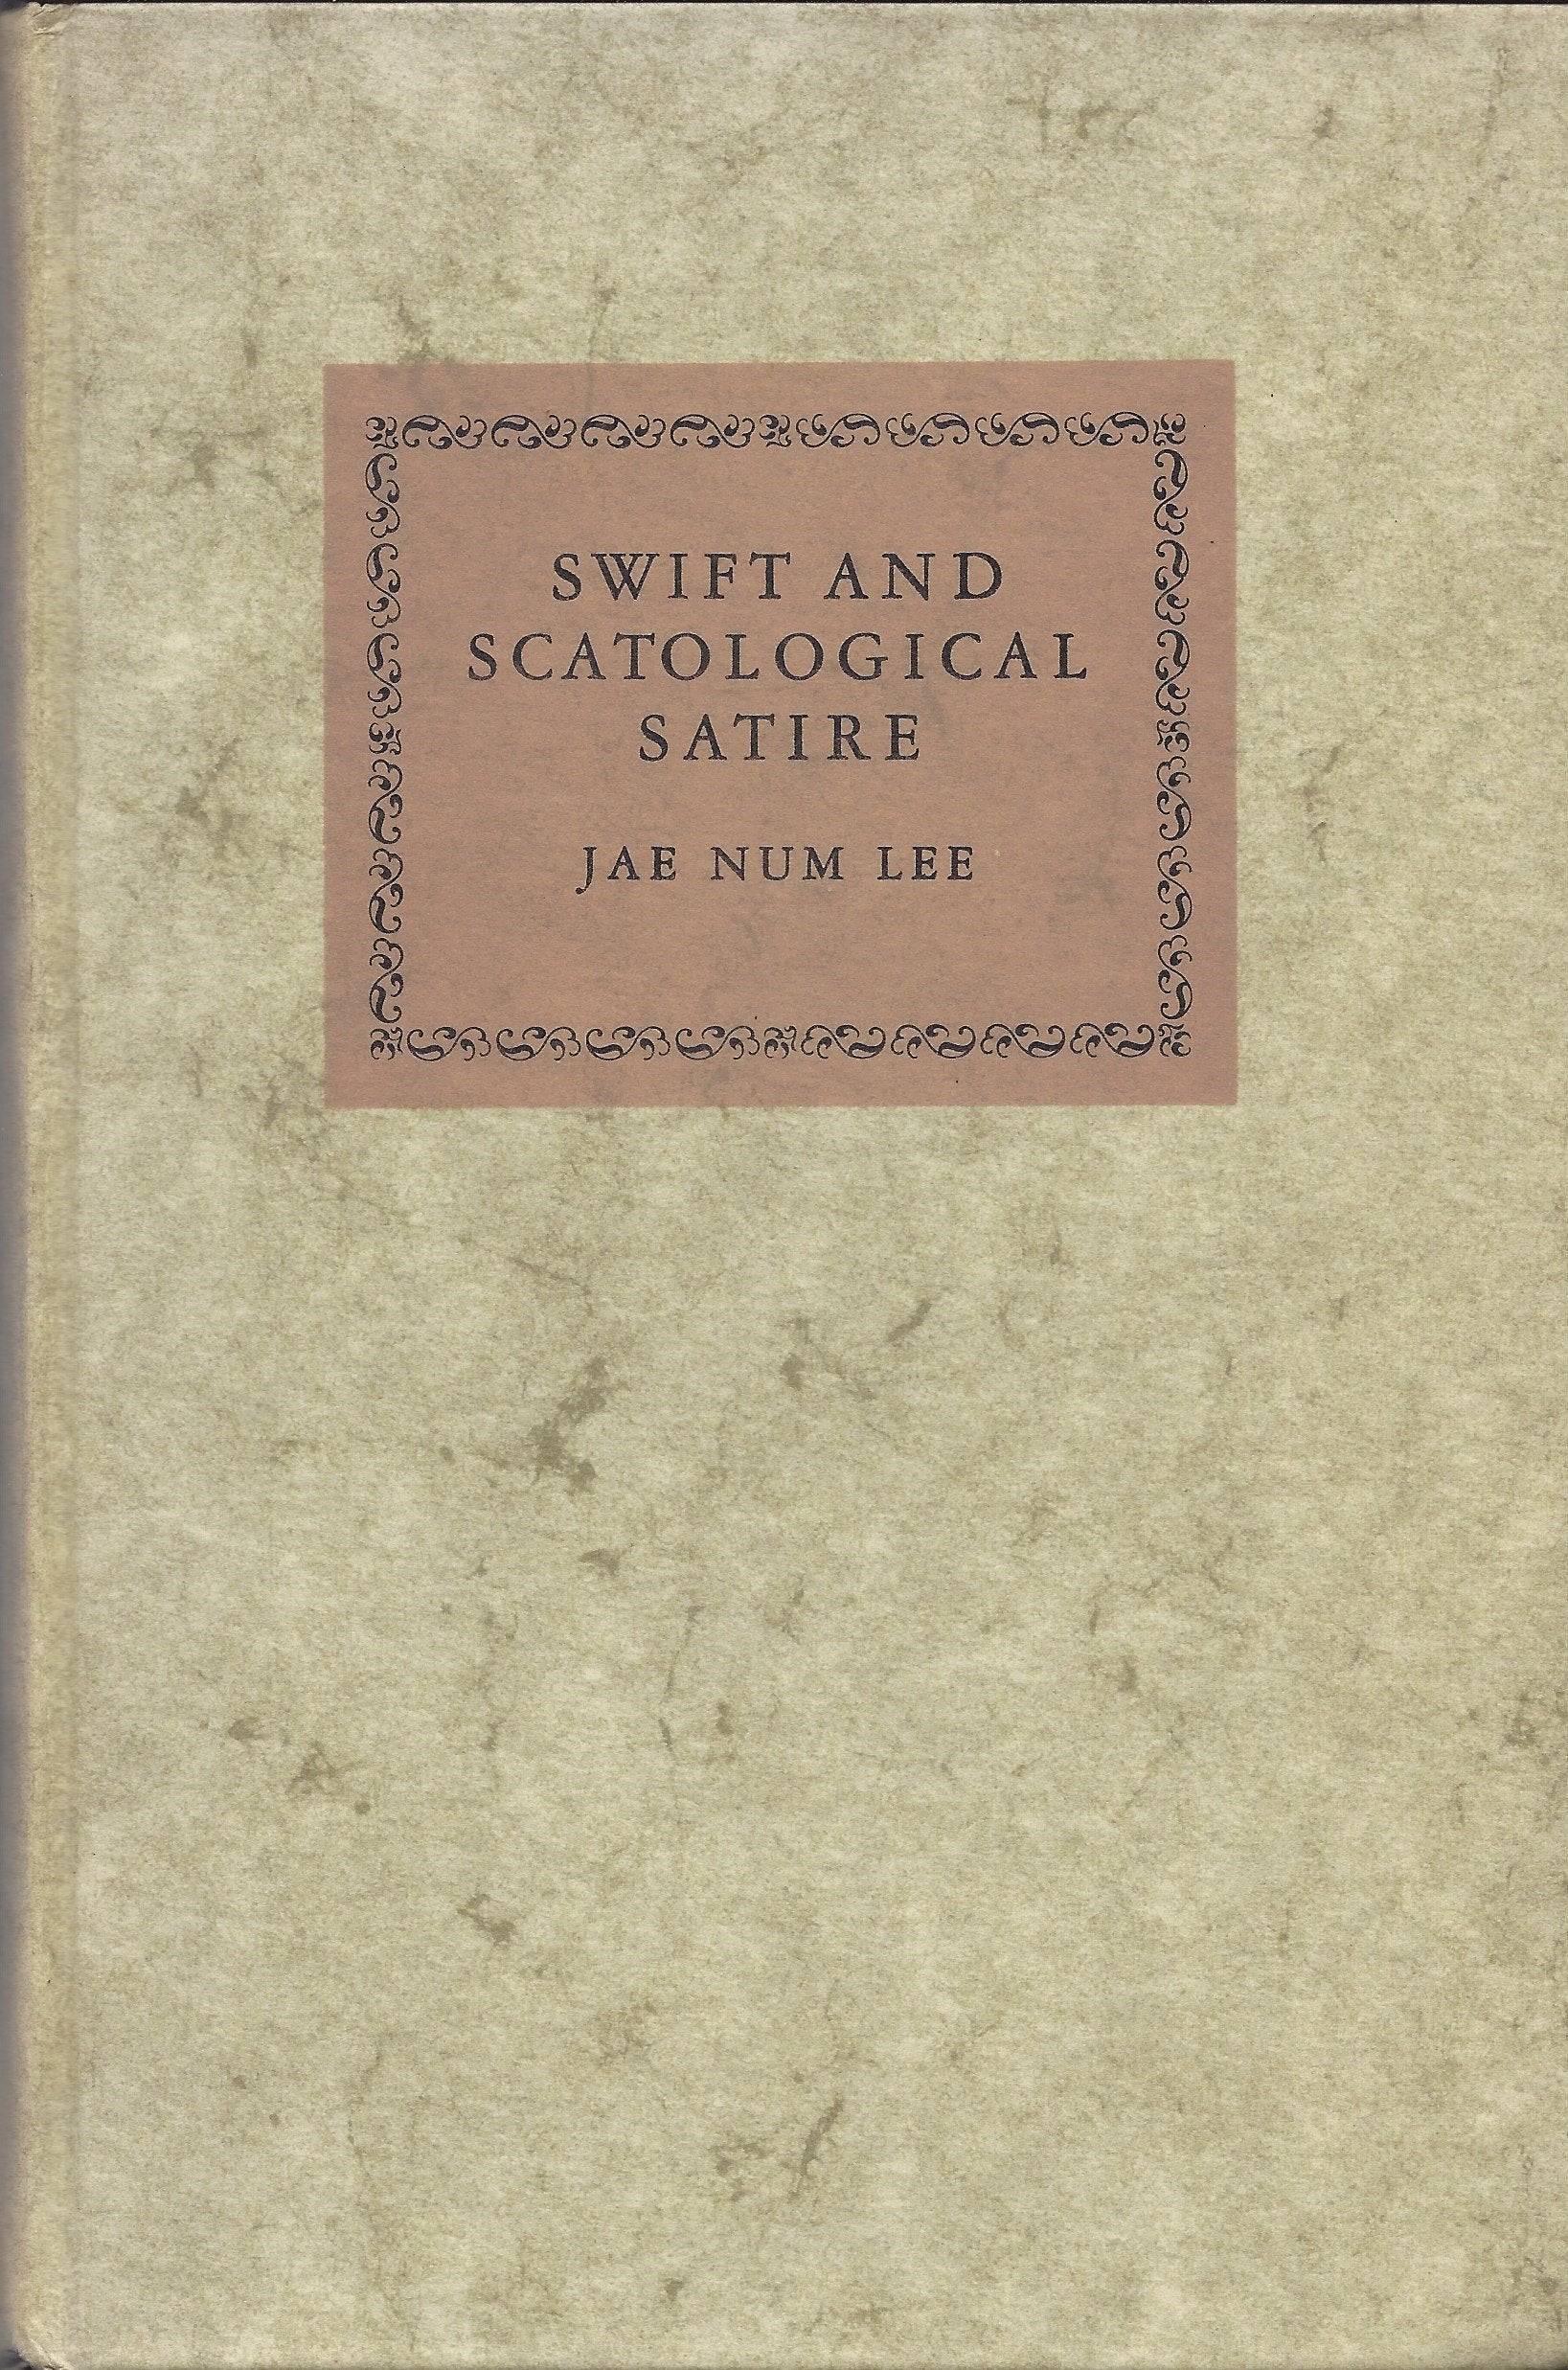 SWIFT AND
SCATOLOGICAL
SATIRE
JAE NUM LEE